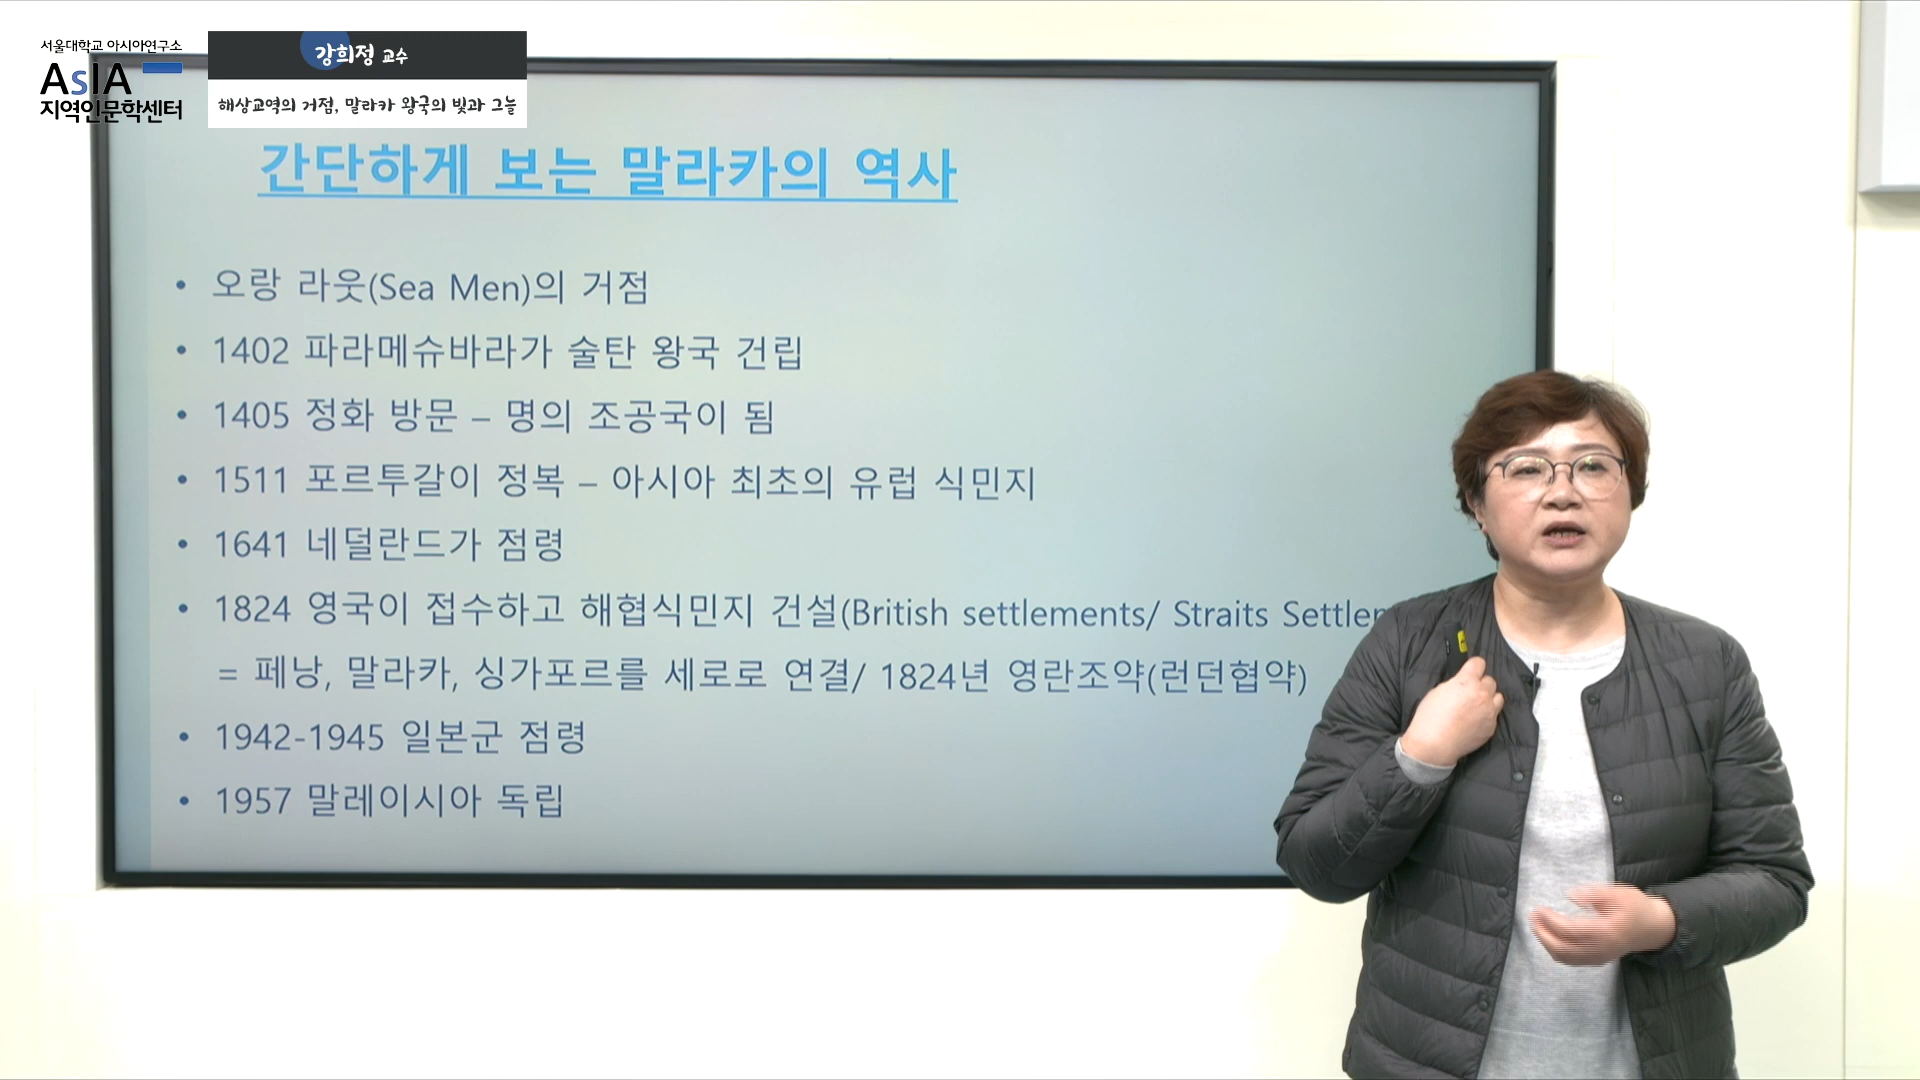 서울대학교 아시아연구소
AsIA
지역인문학센터
강희정 교수
해상교역의 거점, 말라카 왕국의 빛과 그늘
간단하게 보는 말라카의 역사
• 오랑 라웃(Sea Men)의 거점
• 1402 파라메슈바라가 술탄 왕국 건립
• 1405 정화 방문 – 명의 조공국이 됨
• 1511 포르투갈이 정복 – 아시아 최초의 유럽 식민지
• 1641 네덜란드가 점령
• 1824 영국이 접수하고 해협식민지 건설(British settlements/ Straits
= 페낭, 말라카, 싱가포르를 세로로 연결/ 1824년 영란조약(런던협약)
• 1942-1945 일본군 점령
• 1957 말레이시아 독립